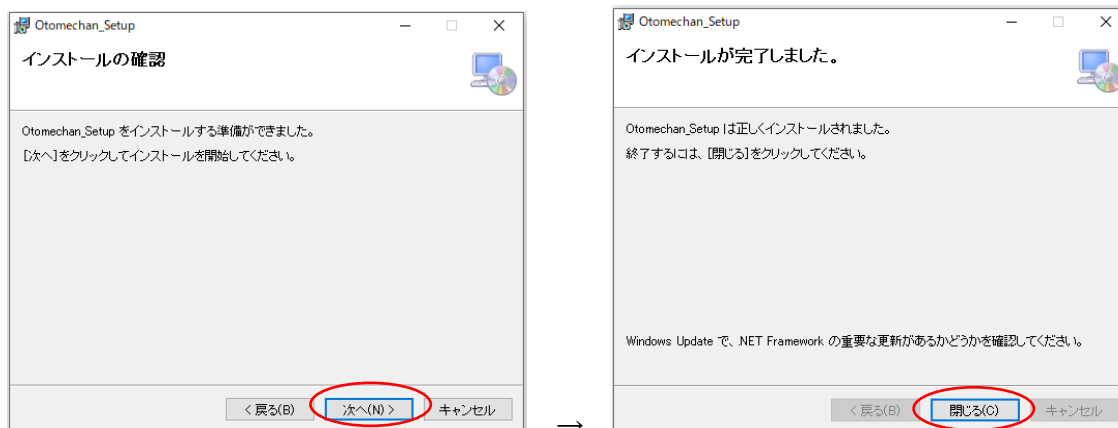 Otomechan_Setup
インストールの確認
Otomechan_Setup をインストールする準備ができました。
[次へ]をクリックしてインストールを開始してください。
< 戻る(B)
次へ(N) >
キャンセル
→
Otomechan_Setup
インストールが完了しました。
Otomechan_Setup は正しくインストールされました。
終了するには、[閉じる]をクリックしてください。
Windows Update で、.NET Framework の重要な更新があるかどうかを確認してください。
< 戻る(B)
閉じる(C)
キャンセル